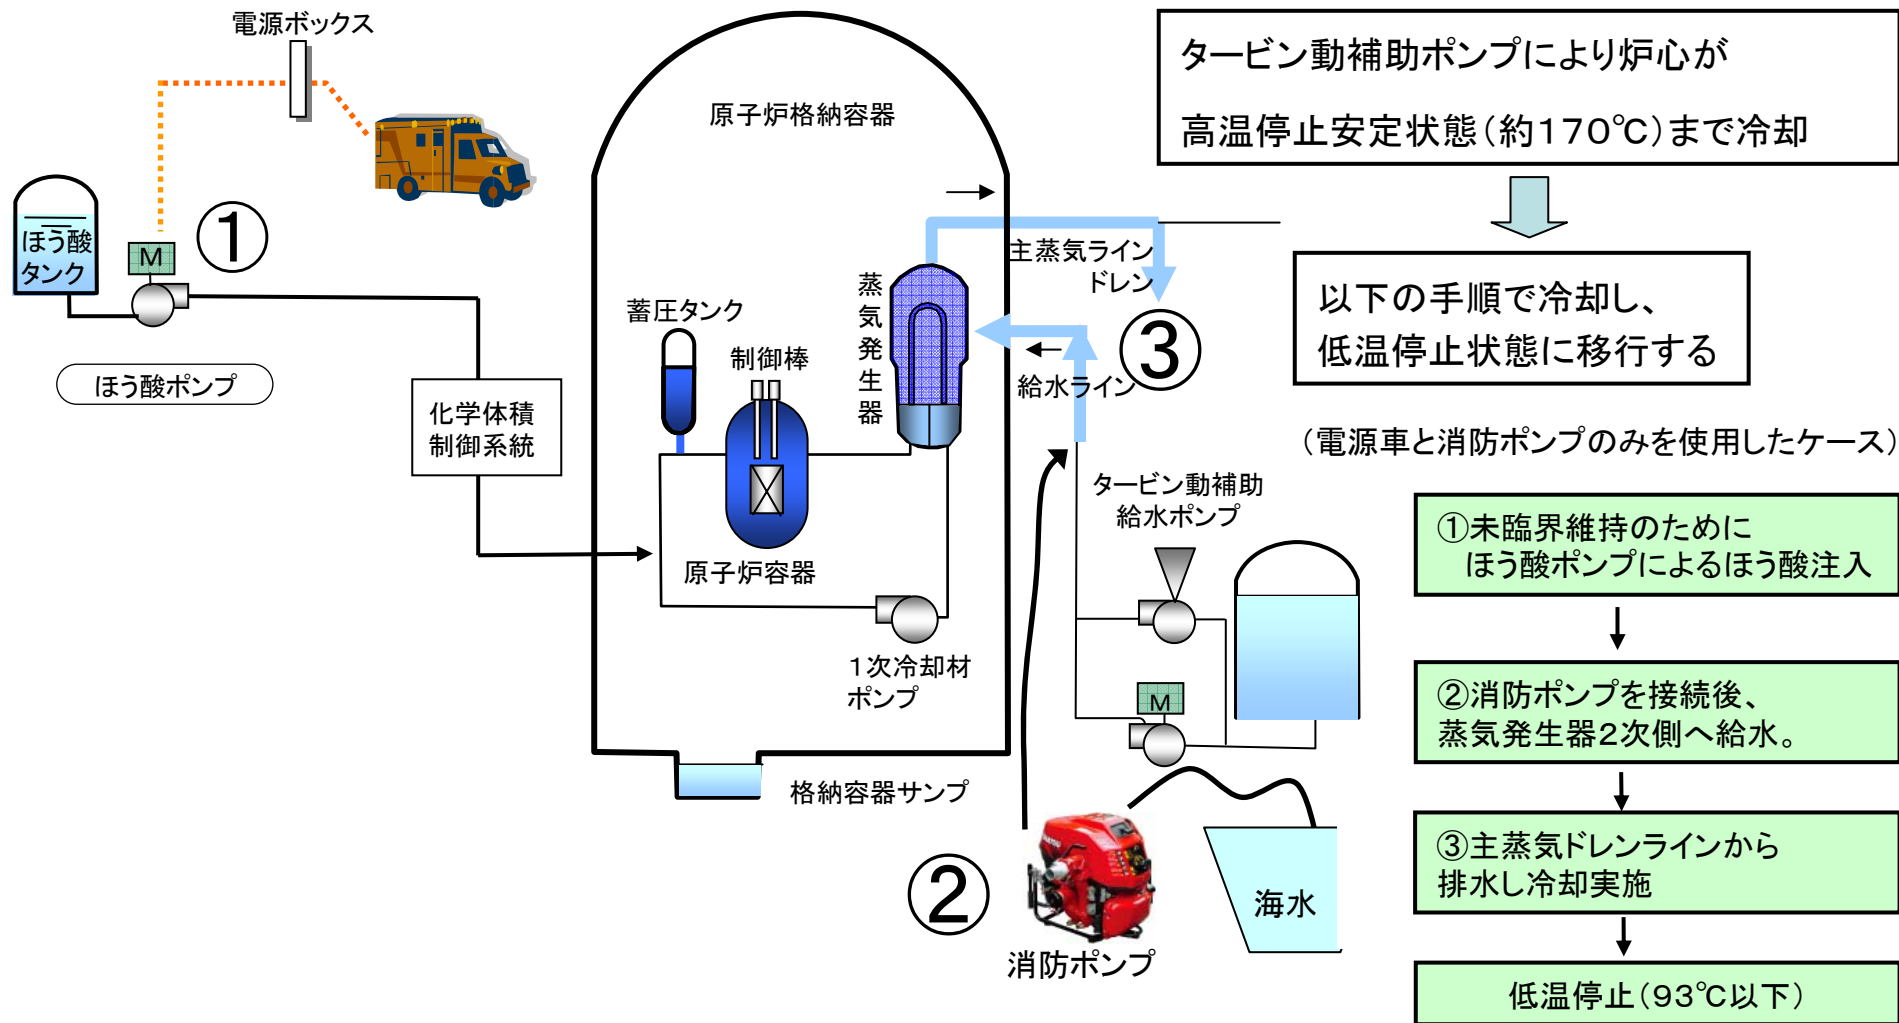 電源ボックス
ほう酸
タンク
M
①
ほう酸ポンプ
化学体積
制御系統
原子炉格納容器
蓄圧タンク
制御棒
原子炉容器
蒸気発生器
1次冷却材
ポンプ
格納容器サンプ
主蒸気ライン
ドレン
③
給水ライン
タービン動補助
給水ポンプ
M
②
消防ポンプ
海水
タービン動補助ポンプにより炉心が
高温停止安定状態(約170℃)まで冷却
以下の手順で冷却し、
低温停止状態に移行する
(電源車と消防ポンプのみを使用したケース)
①未臨界維持のために
ほう酸ポンプによるほう酸注入
②消防ポンプを接続後、
蒸気発生器2次側へ給水。
③主蒸気ドレンラインから
排水し冷却実施
低温停止(93℃以下)